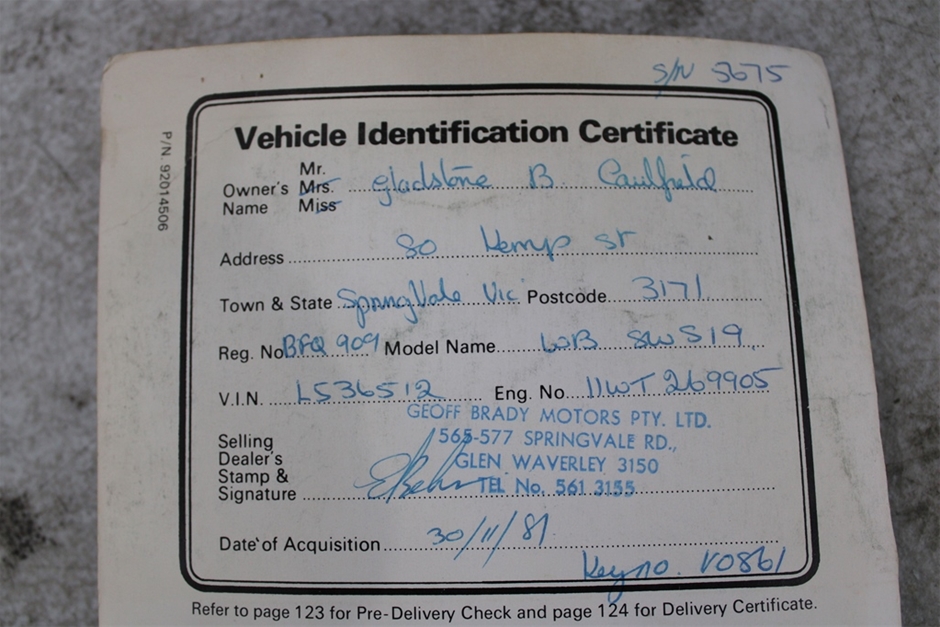 S/N 5675
Vehicle Identification Certificate
P/N. 92014506
Owner's Name Mr. Mrs. Miss Gladstone B. Caulfield
Address 80 Kemp St
Town & State SpringVale Vic Postcode 3171
Reg. No. BFQ 909 Model Name WB 8WS19
V.I.N. L536512 Eng. No. 11WT 269905
GEOFF BRADY MOTORS PTY. LTD.
565-577 SPRINGVALE RD.,
GLEN WAVERLEY 3150
TEL No. 561 3155
Selling
Dealer's
Stamp &
Signature
Date of Acquisition 30/11/81
Key no. V0861
Refer to page 123 for Pre-Delivery Check and page 124 for Delivery Certificate.